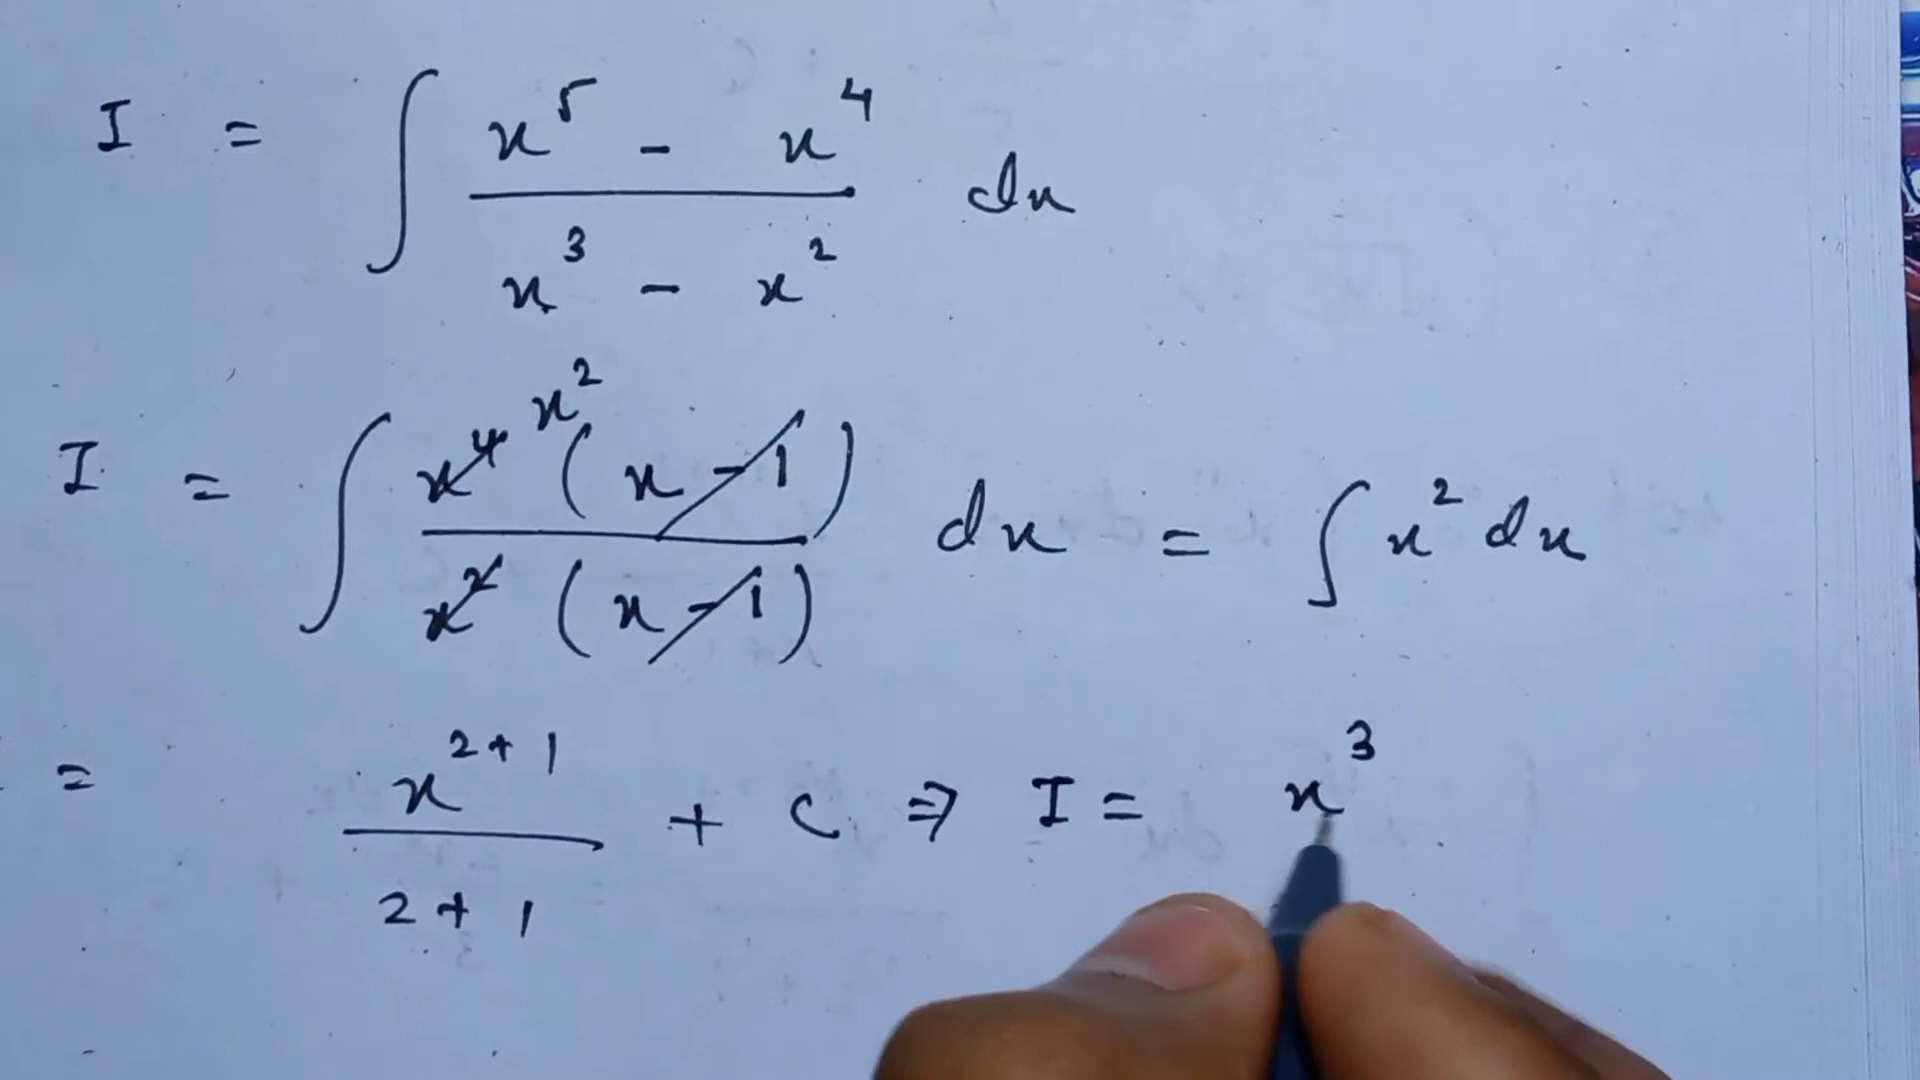 I = ∫ x⁵ - x⁴ / x³ - x² dx
I = ∫ x⁴ x² (x - 1) / x² (x - 1) dx = ∫ x² dx
= x²⁺¹ / 2 + 1 + C ⇒ I = x³